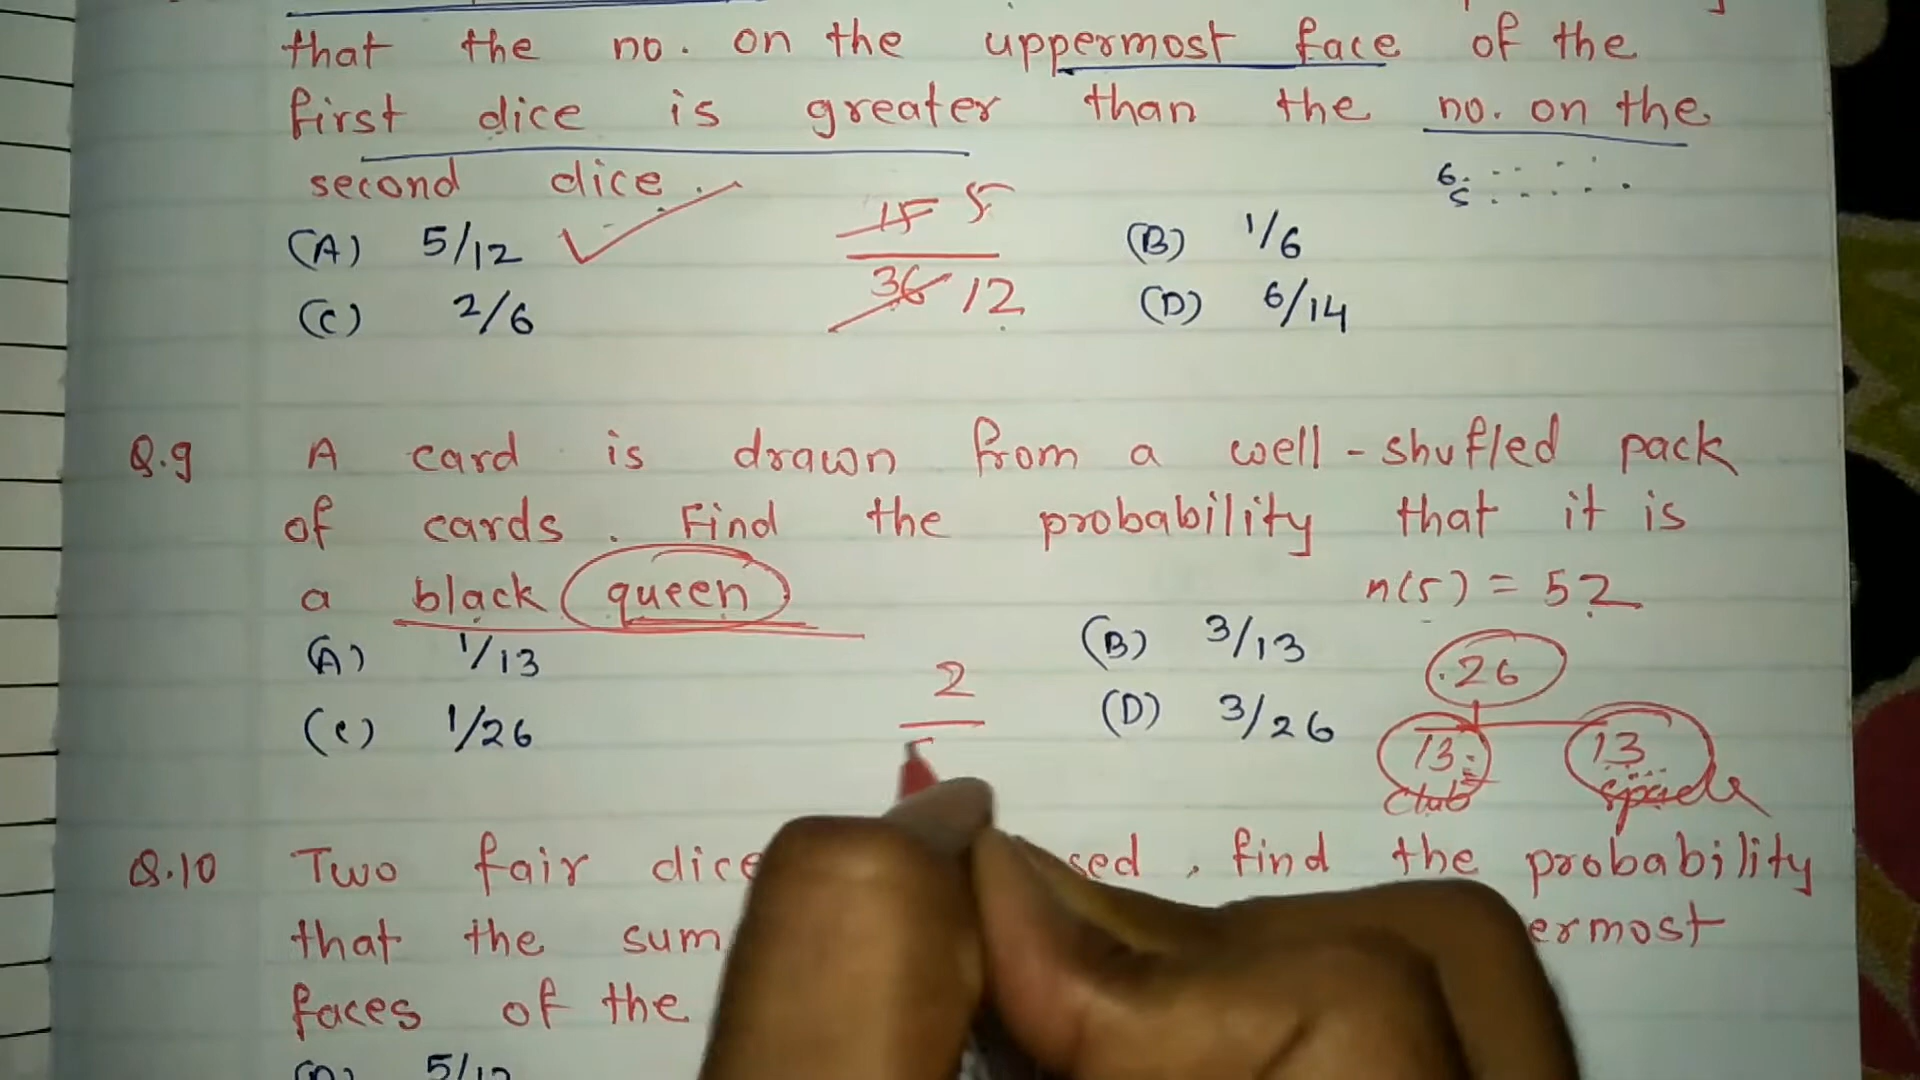 that the no. on the uppermost face of the
first dice is greater than the no. on the
second dice.
6
5
15 5
36 12
(A) 5/12
(B) 1/6
(C) 2/6
(D) 6/14
Q.9 A card is drawn from a well-shufled pack
of cards. Find the probability that it is
a black queen
n(s) = 52
(A) 1/13
(B) 3/13
(C) 1/26
(D) 3/26
2
26
13 13
Club Spade
Q.10 Two fair dice , find the probability
that the sum
faces of the
5/12